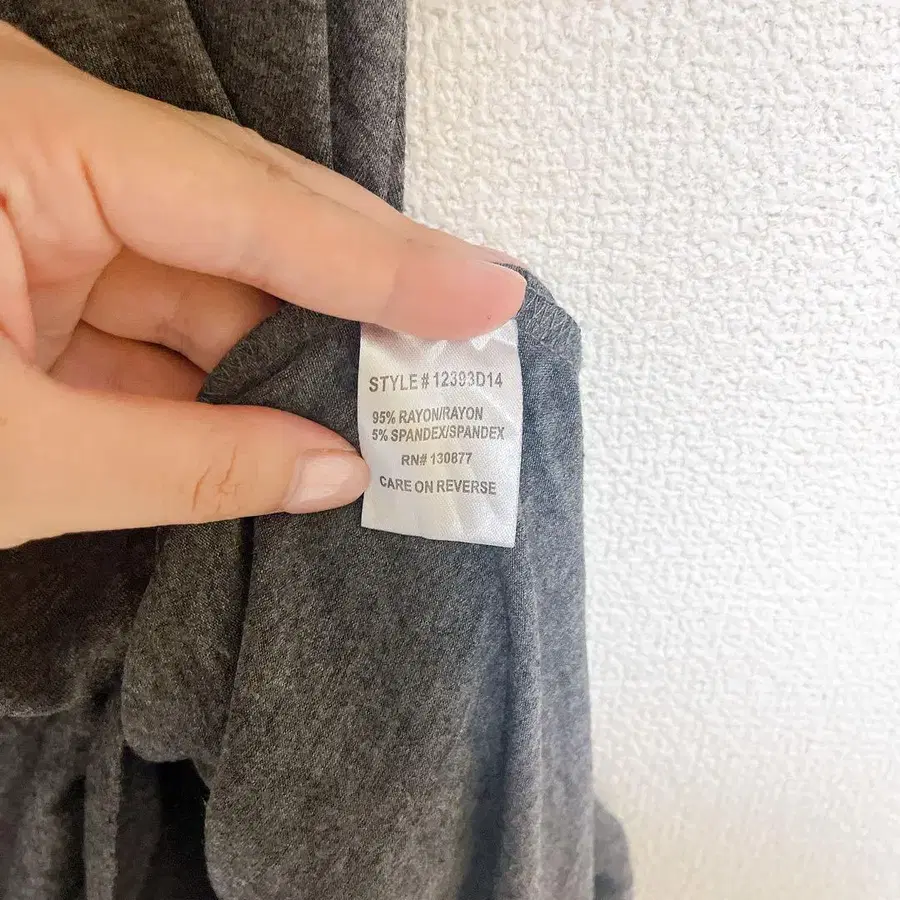 STYLE# 12393D14
95% RAYON/RAYON
5% SPANDEX/SPANDEX
RN# 130877
CARE ON REVERSE